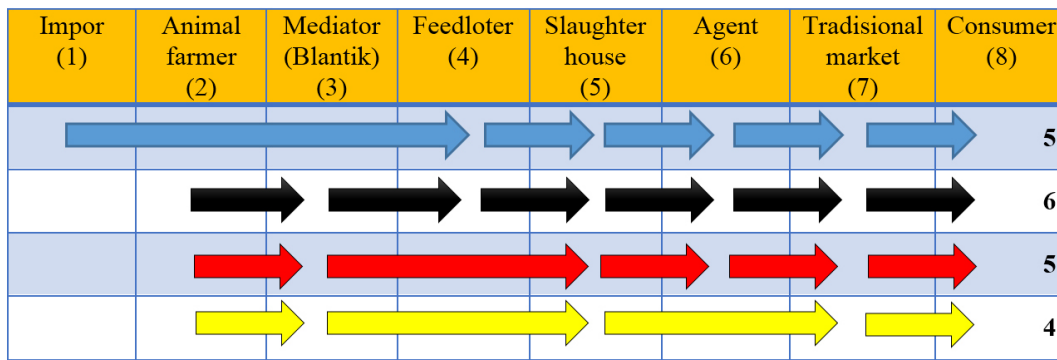 Impor
(1)
Animal
farmer
(2)
Mediator
(Blantik)
(3)
Feedloter
(4)
Slaughter
house
(5)
Agent
(6)
Tradisional
market
(7)
Consumer
(8)
5
6
5
4